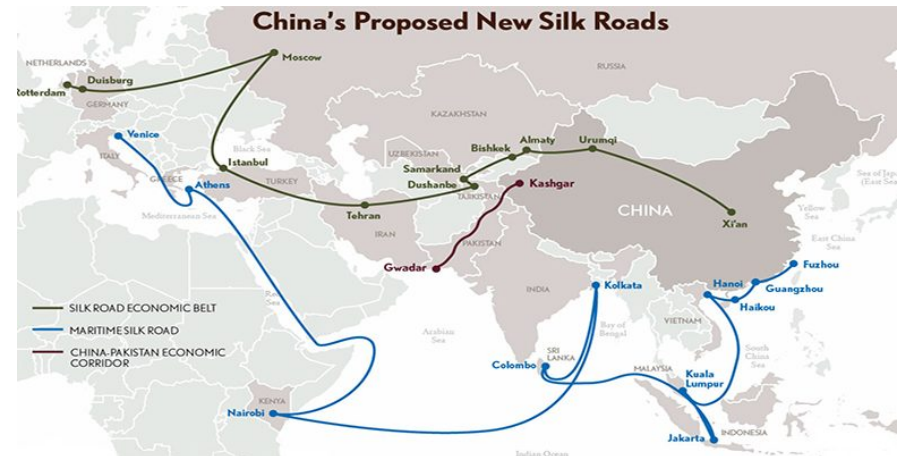 China's Proposed New Silk Roads
NETHERLANDS
Duisburg
Moscow
Rotterdam
GERMANY
RUSSIA
Venice
KAZAKHSTAN
ITALY
Black Sea
Almaty
Urumqi
Bishkek
Istanbul
UZBEKISTAN
Samarkand
GREECE
Athens
TURKEY
Dushanbe
TAJIKISTAN
Kashgar
Mediterranean Sea
Tehran
CHINA
Xi'an
Yellow
Sea
IRAN
PAKISTAN
East China
Sea
Gwadar
Fuzhou
INDIA
Kolkata
Hanoi
Guangzhou
Haikou
SILK ROAD ECONOMIC BELT
MARITIME SILK ROAD
CHINA-PAKISTAN ECONOMIC
CORRIDOR
Arabian
Sea
Bay of
Bengal
VIETNAM
South
China Sea
SRI
LANKA
Colombo
MALAYSIA
Kuala
Lumpur
KENYA
Nairobi
Jakarta
INDONESIA
Indian Ocean